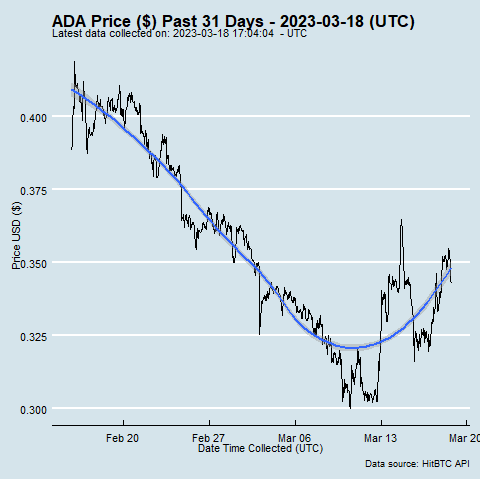 ADA Price ($) Past 31 Days - 2023-03-18 (UTC)
Latest data collected on: 2023-03-18 17:04:04 - UTC
0.400
0.375
0.350
0.325
0.300
Price USD ($)
Feb 20 Feb 27 Mar 06 Mar 13 Mar 20
Date Time Collected (UTC)
Data source: HitBTC API